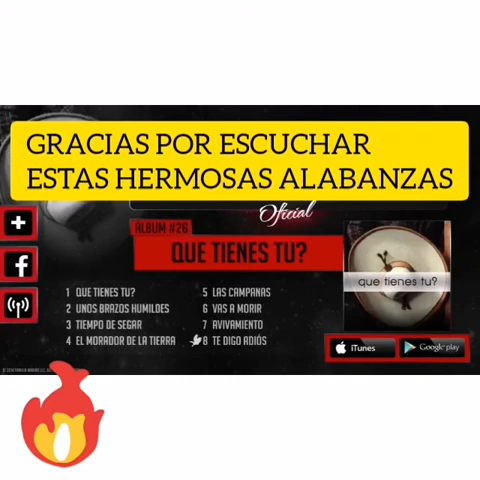 GRACIAS POR ESCUCHAR
ESTAS HERMOSAS ALABANZAS
Oficial
ÁLBUM #26
QUE TIENES TU?
1 QUE TIENES TU?
2 UNOS BRAZOS HUMILDES
3 TIEMPO DE SEGAR
4 EL MORADOR DE LA TIERRA
5 LAS CAMPANAS
6 VAS A MORIR
7 AVIVAMIENTO
8 TE DIGO ADIÓS
que tienes tu?
iTunes
Google play